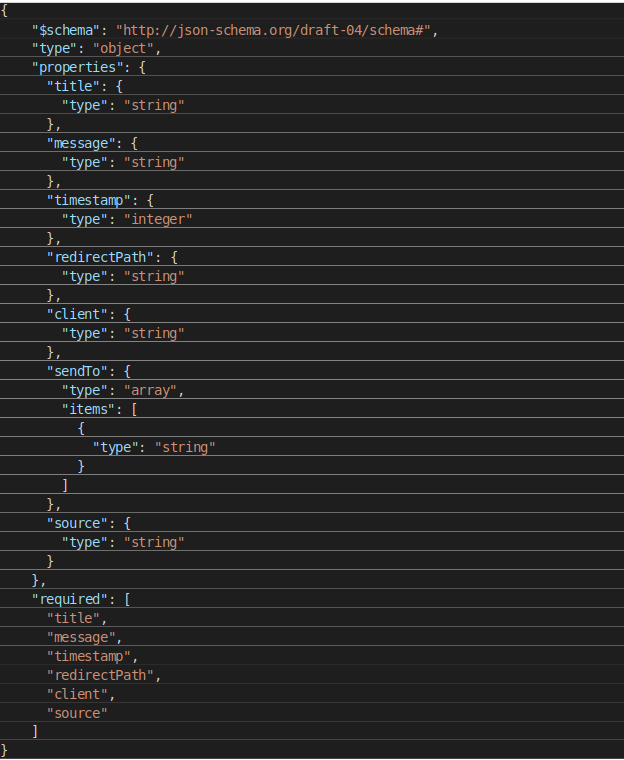 {
    "$schema": "http://json-schema.org/draft-04/schema#",
    "type": "object",
    "properties": {
      "title": {
        "type": "string"
      },
      "message": {
        "type": "string"
      },
      "timestamp": {
        "type": "integer"
      },
      "redirectPath": {
        "type": "string"
      },
      "client": {
        "type": "string"
      },
      "sendTo": {
        "type": "array",
        "items": [
          {
            "type": "string"
          }
        ]
      },
      "source": {
        "type": "string"
      }
    },
    "required": [
      "title",
      "message",
      "timestamp",
      "redirectPath",
      "client",
      "source"
    ]
}